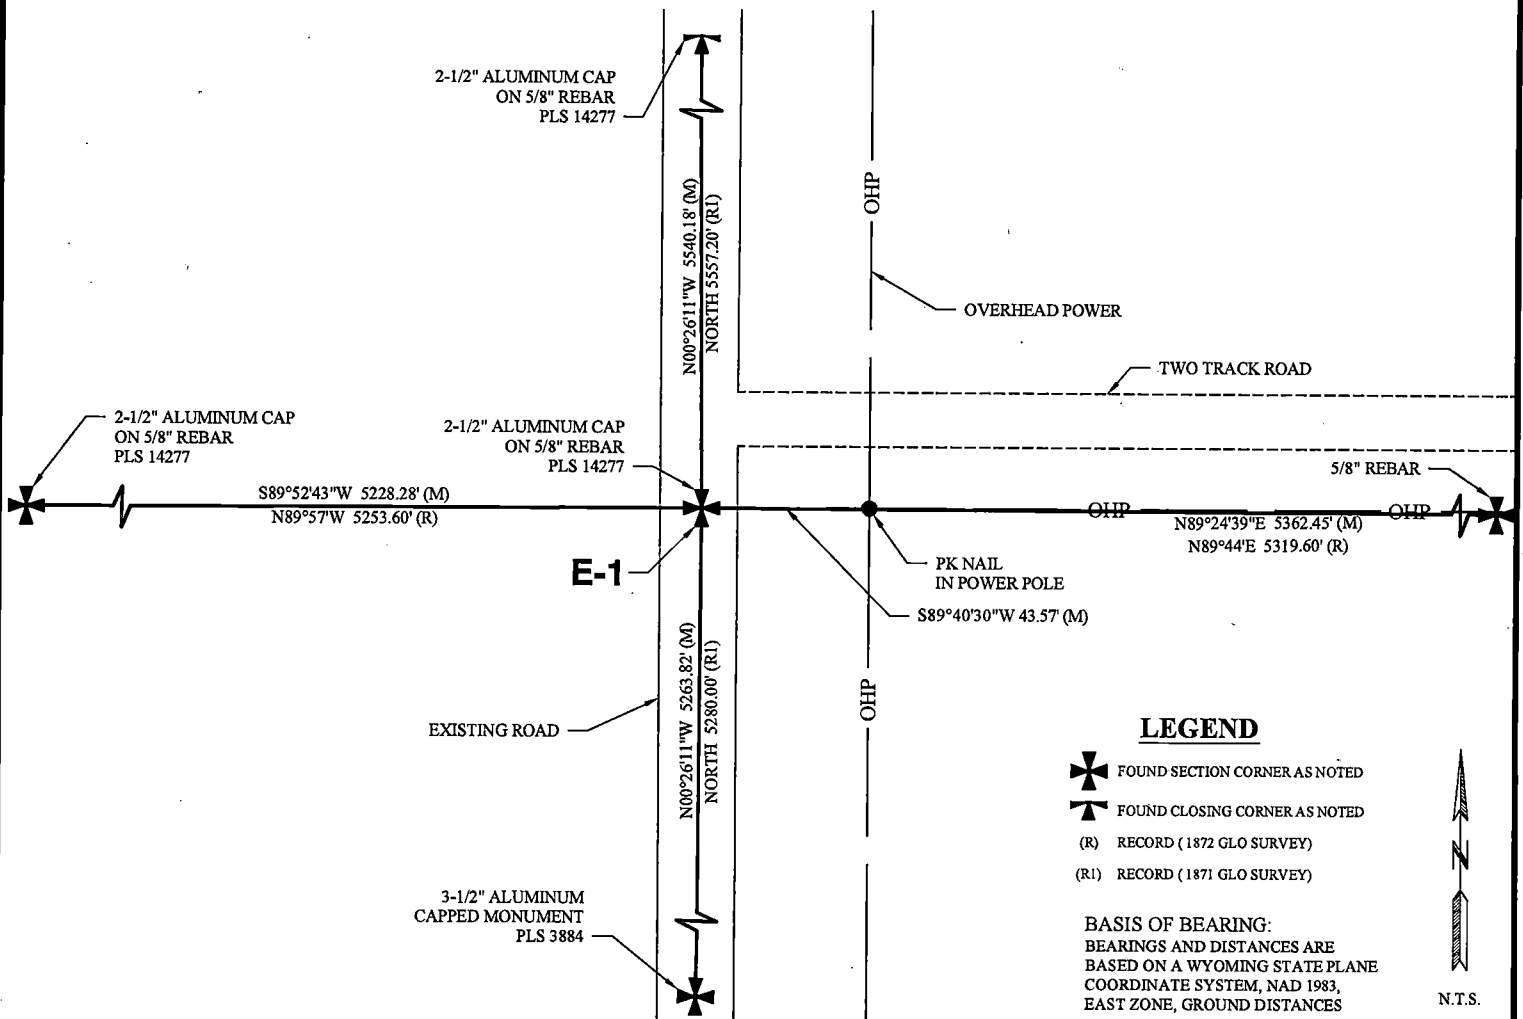 2-1/2" ALUMINUM CAP
ON 5/8" REBAR
PLS 14277
N00°26'11"W 5540.18' (M)
NORTH 5557.20' (R1)
OHP
OVERHEAD POWER
TWO TRACK ROAD
2-1/2" ALUMINUM CAP
ON 5/8" REBAR
PLS 14277
2-1/2" ALUMINUM CAP
ON 5/8" REBAR
PLS 14277
5/8" REBAR
S89°52'43"W 5228.28' (M)
N89°57'W 5253.60' (R)
OHP
OHP
N89°24'39"E 5362.45' (M)
N89°44'E 5319.60' (R)
E-1
PK NAIL
IN POWER POLE
S89°40'30"W 43.57' (M)
N00°26'11"W 5263.82' (M)
NORTH 5280.00' (R1)
OHP
EXISTING ROAD
3-1/2" ALUMINUM
CAPPED MONUMENT
PLS 3884
LEGEND
FOUND SECTION CORNER AS NOTED
FOUND CLOSING CORNER AS NOTED
(R) RECORD ( 1872 GLO SURVEY)
(R1) RECORD ( 1871 GLO SURVEY)
BASIS OF BEARING:
BEARINGS AND DISTANCES ARE
BASED ON A WYOMING STATE PLANE
COORDINATE SYSTEM, NAD 1983,
EAST ZONE, GROUND DISTANCES
N
N.T.S.